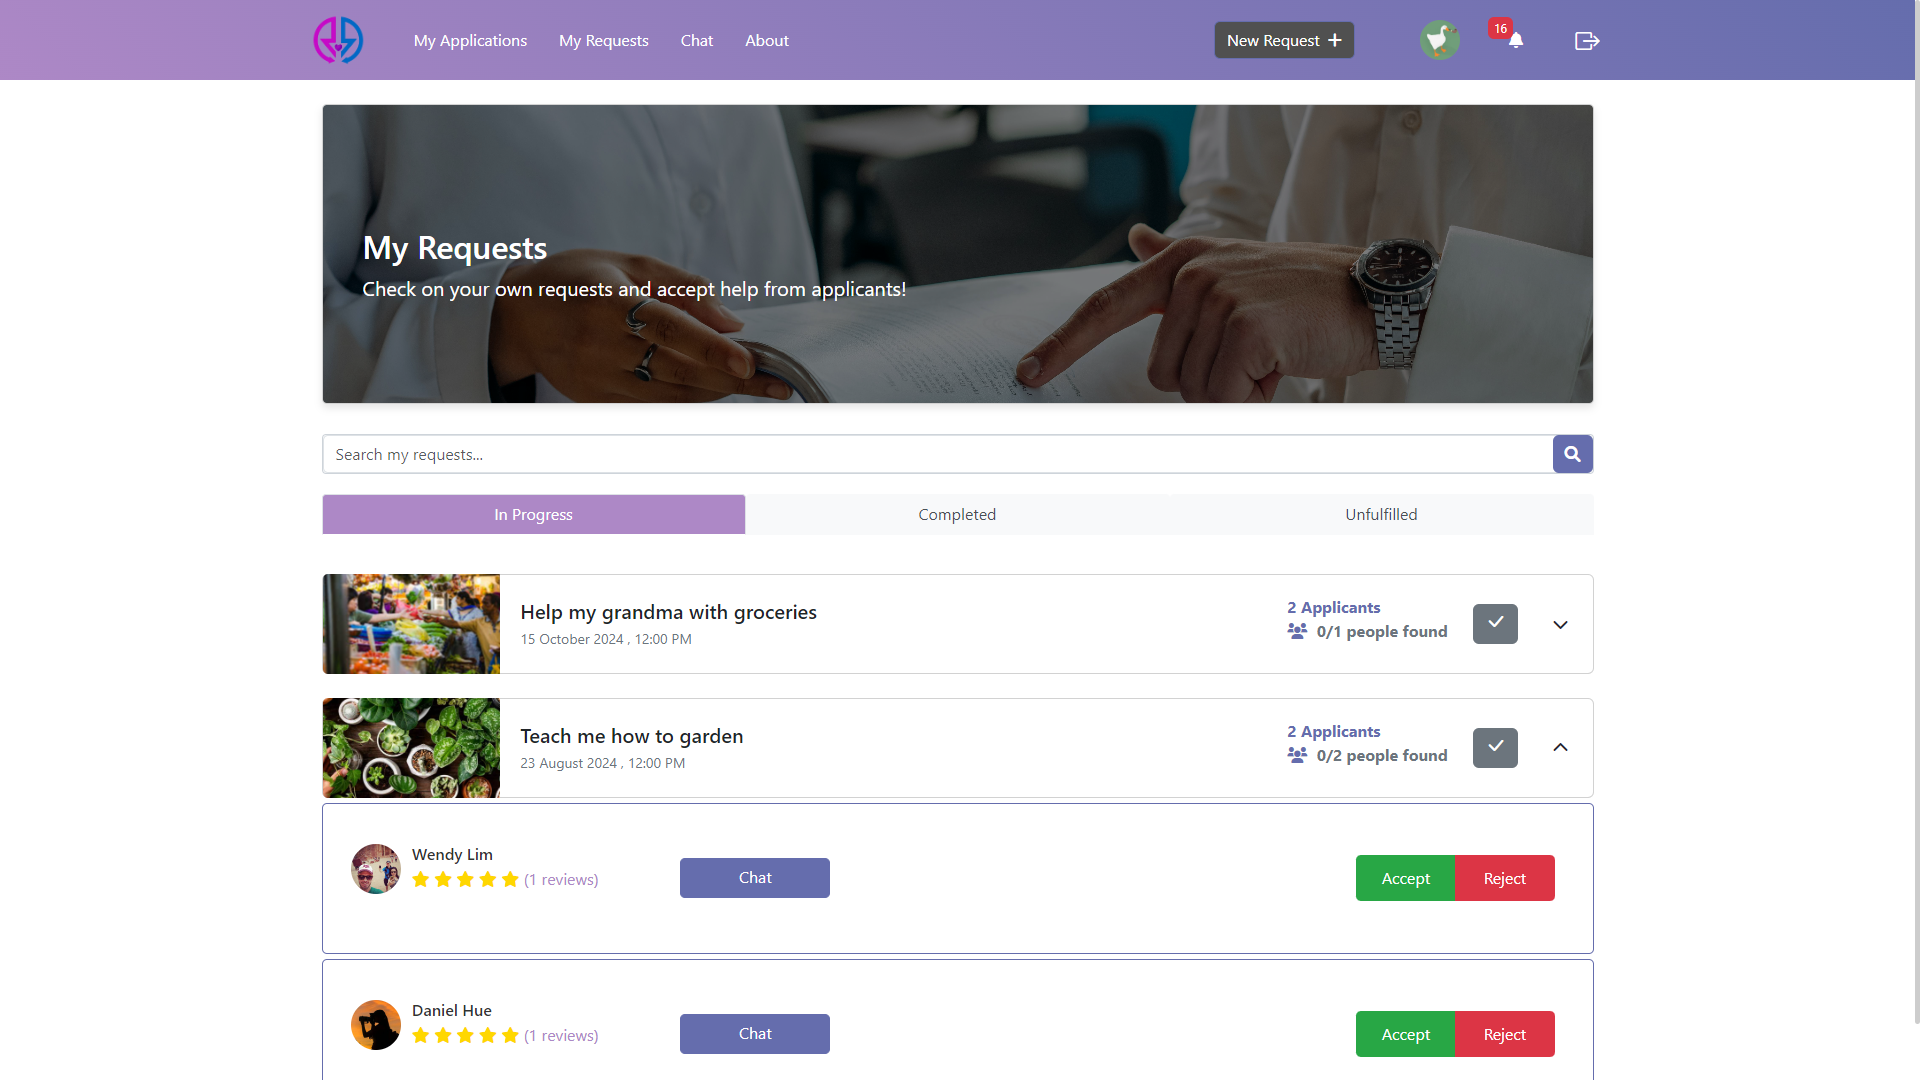 My Applications
My Requests
Chat
About
New Request
16
My Requests
Check on your own requests and accept help from applicants!
Search my requests...
In Progress
Completed
Unfulfilled
Help my grandma with groceries
15 October 2024 , 12:00 PM
2 Applicants
0/1 people found
Teach me how to garden
23 August 2024 , 12:00 PM
2 Applicants
0/2 people found
Wendy Lim
(1 reviews)
Chat
Accept
Reject
Daniel Hue
(1 reviews)
Chat
Accept
Reject